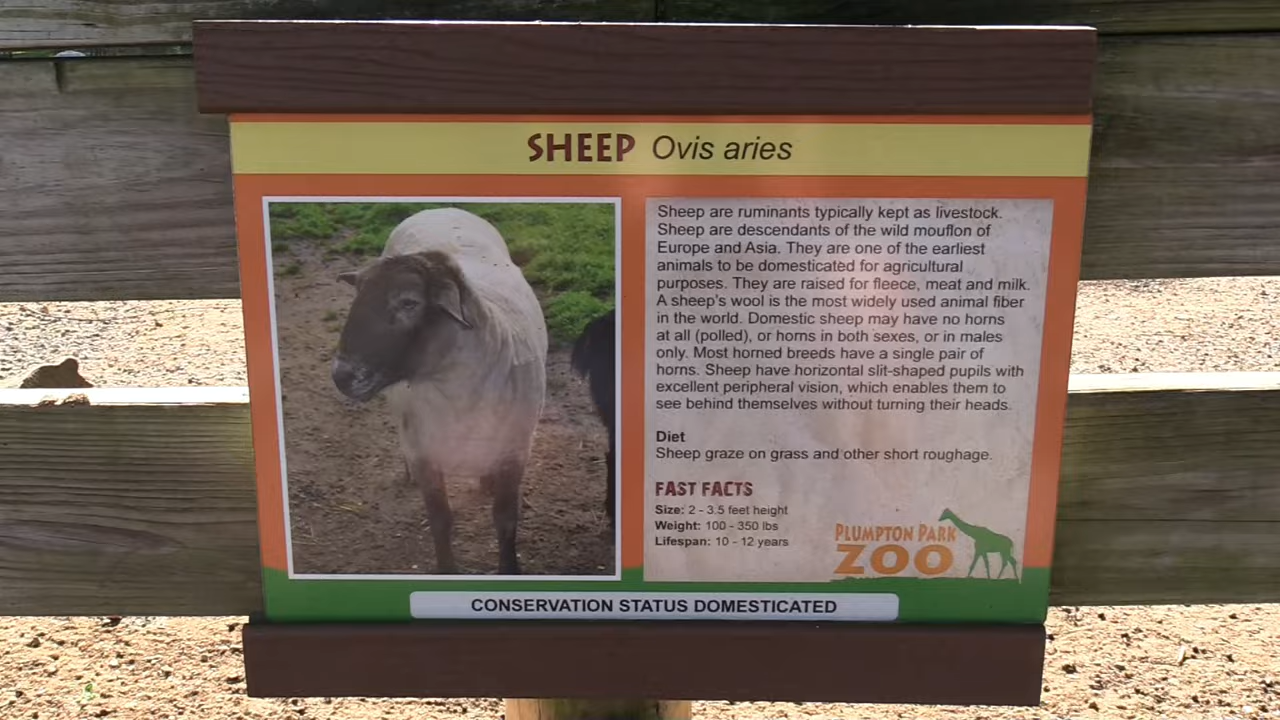 SHEEP Ovis aries
Sheep are ruminants typically kept as livestock.
Sheep are descendants of the wild mouflon of
Europe and Asia. They are one of the earliest
animals to be domesticated for agricultural
purposes. They are raised for fleece, meat and milk.
A sheep's wool is the most widely used animal fiber
in the world. Domestic sheep may have no horns
at all (polled), or horns in both sexes, or in males
only. Most horned breeds have a single pair of
horns. Sheep have horizontal slit-shaped pupils with
excellent peripheral vision, which enables them to
see behind themselves without turning their heads.
Diet
Sheep graze on grass and other short roughage.
FAST FACTS
Size: 2 - 3.5 feet height
Weight: 100 - 350 lbs
Lifespan: 10 - 12 years
PLUMPTON PARK
ZOO
CONSERVATION STATUS DOMESTICATED